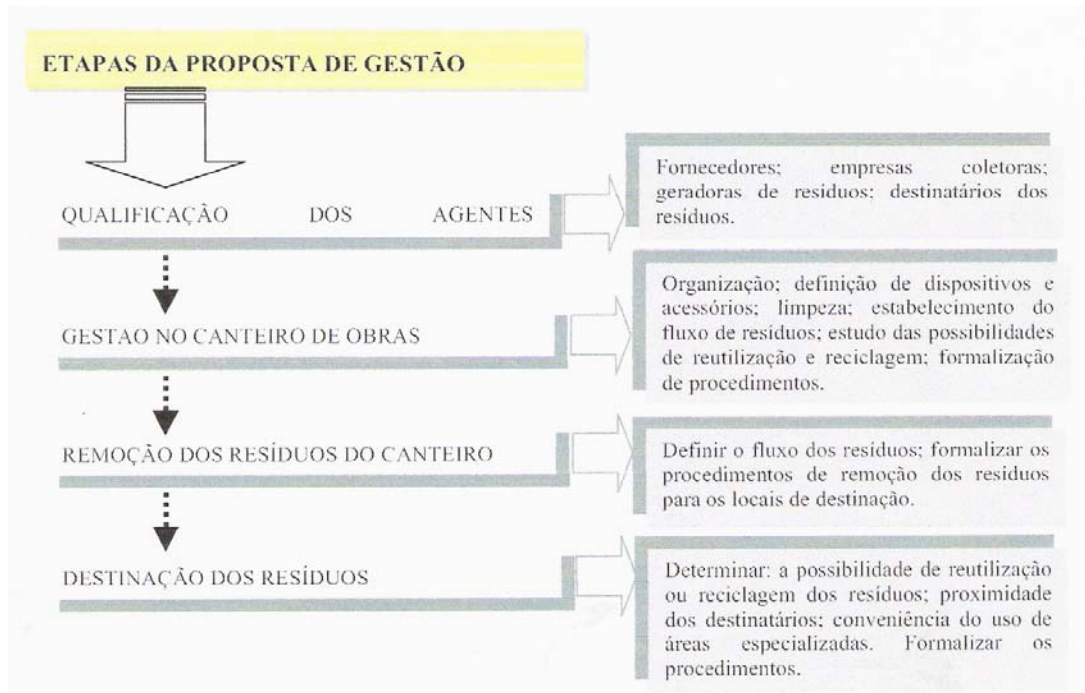 ETAPAS DA PROPOSTA DE GESTÃO
QUALIFICAÇÃO DOS AGENTES
Fornecedores; empresas coletoras;
geradoras de resíduos; destinatários dos
resíduos.
GESTAO NO CANTEIRO DE OBRAS
Organização; definição de dispositivos e
acessórios; limpeza; estabelecimento do
fluxo de resíduos; estudo das possibilidades
de reutilização e reciclagem; formalização
de procedimentos.
REMOÇÃO DOS RESÍDUOS DO CANTEIRO
Definir o fluxo dos resíduos; formalizar os
procedimentos de remoção dos resíduos
para os locais de destinação.
DESTINAÇÃO DOS RESÍDUOS
Determinar: a possibilidade de reutilização
ou reciclagem dos resíduos; proximidade
dos destinatários; conveniência do uso de
áreas especializadas. Formalizar os
procedimentos.